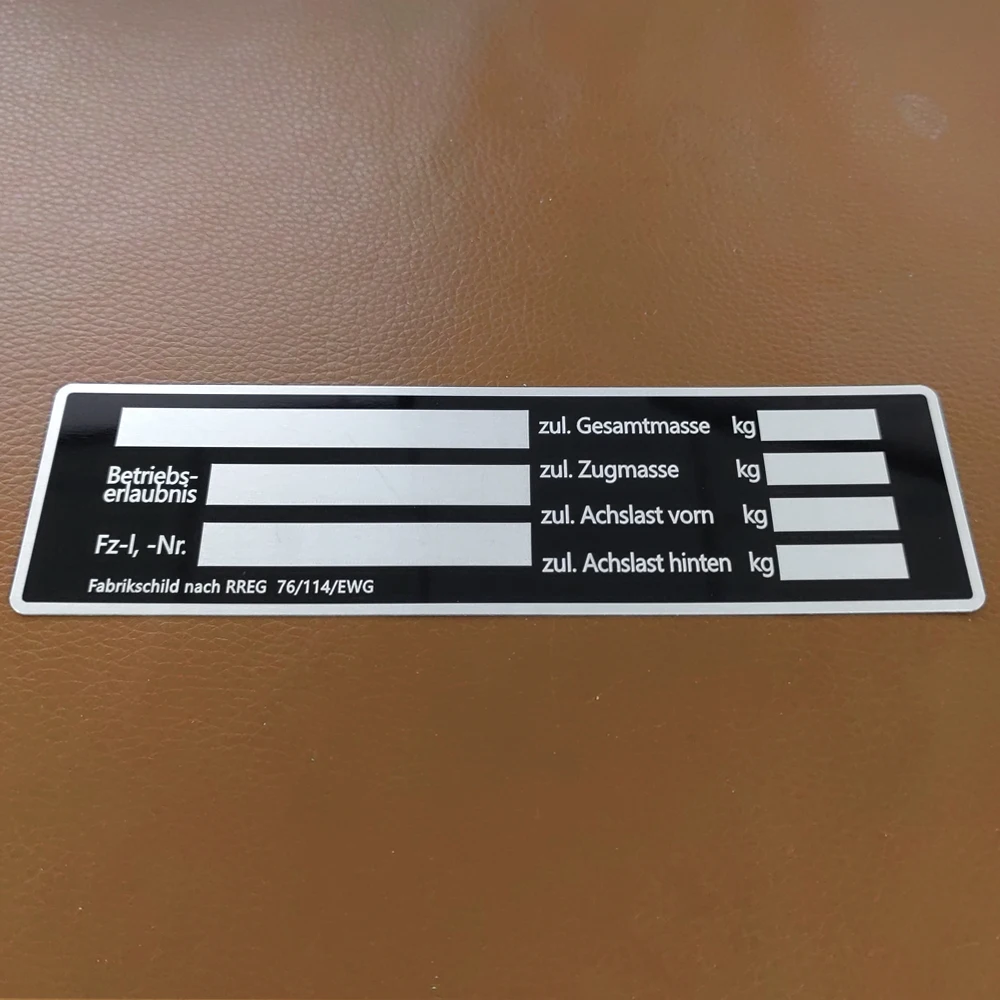 Betriebs-
erlaubnis
Fz-I, -Nr.
Fabrikschild nach RREG 76/114/EWG
zul. Gesamtmasse kg
zul. Zugmasse kg
zul. Achslast vorn kg
zul. Achslast hinten kg